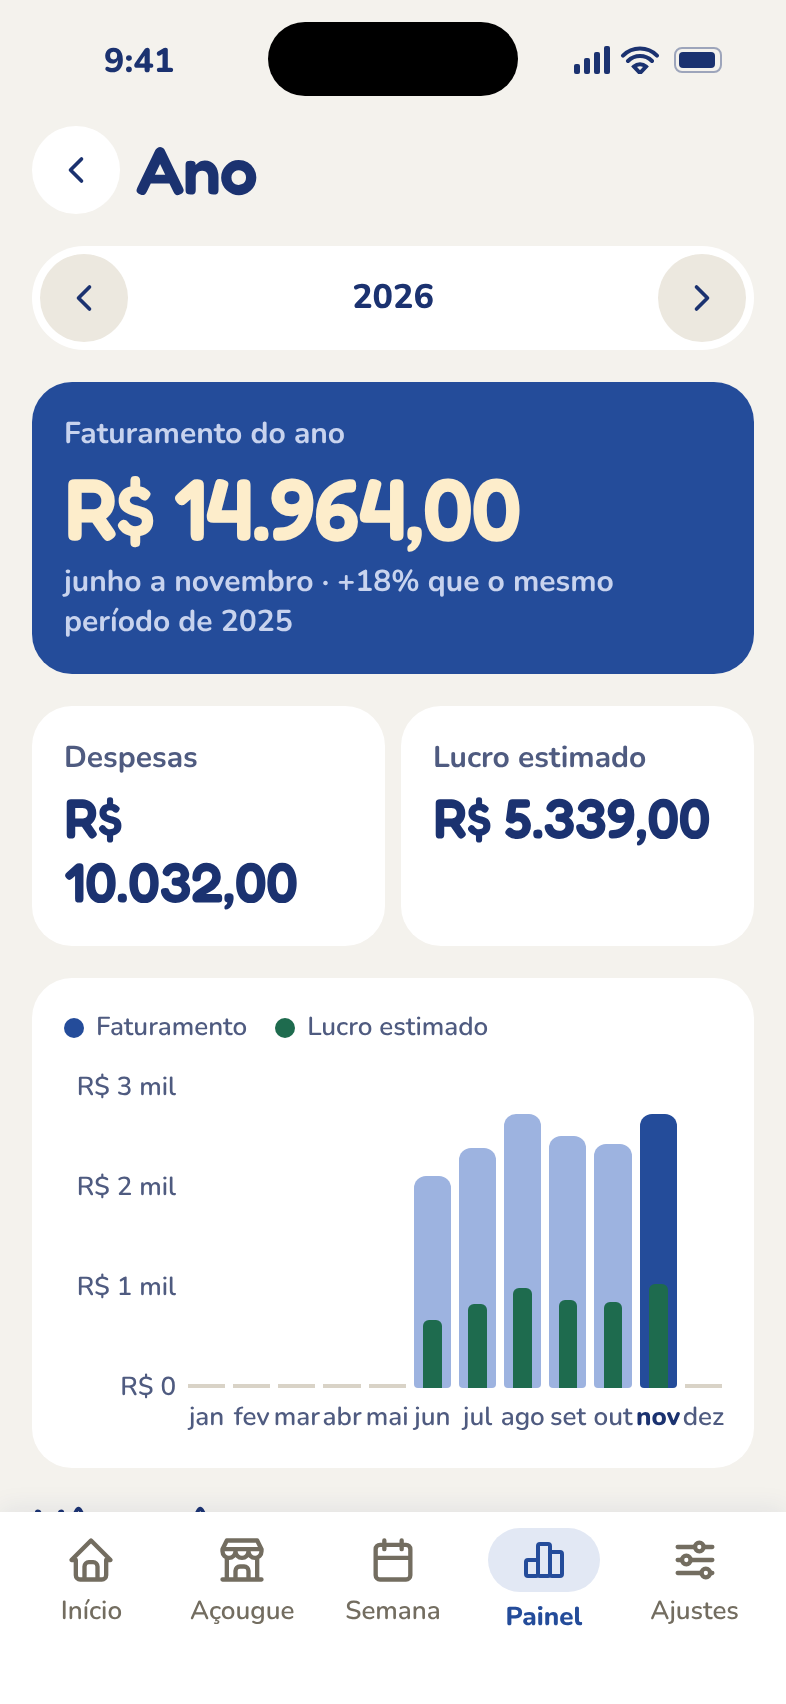 9:41
Ano
2026
Faturamento do ano
R$ 14.964,00
junho a novembro · +18% que o mesmo
período de 2025
Despesas
R$
10.032,00
Lucro estimado
R$ 5.339,00
Faturamento
Lucro estimado
R$ 3 mil
R$ 2 mil
R$ 1 mil
R$ 0
jan fev mar abr mai jun jul ago set out nov dez
Início
Açougue
Semana
Painel
Ajustes